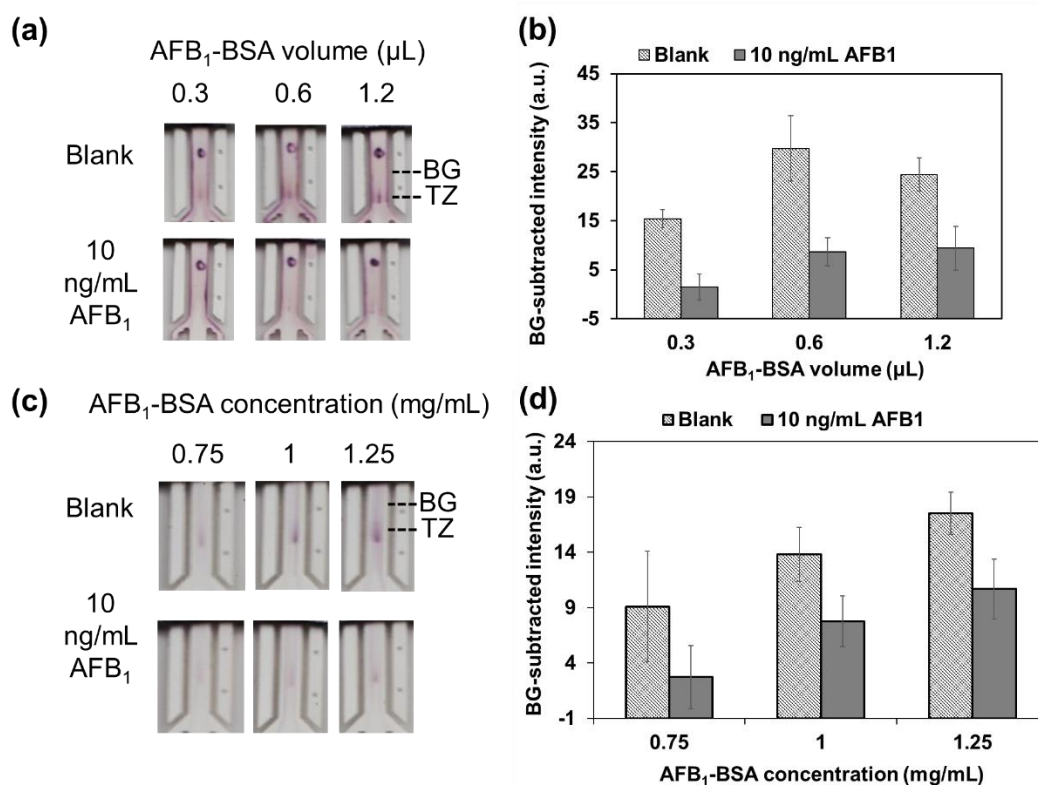 (a)
AFB₁-BSA volume (µL)
0.3 0.6 1.2
Blank
BG
TZ
10
ng/mL
AFB₁
(b)
Blank 10 ng/mL AFB1
BG-subtracted intensity (a.u.)
45
35
25
15
5
-5
0.3 0.6 1.2
AFB₁-BSA volume (µL)
(c)
AFB₁-BSA concentration (mg/mL)
0.75 1 1.25
Blank
BG
TZ
10
ng/mL
AFB₁
(d)
Blank 10 ng/mL AFB1
BG-subtracted intensity (a.u.)
24
19
14
9
4
-1
0.75 1 1.25
AFB₁-BSA concentration (mg/mL)